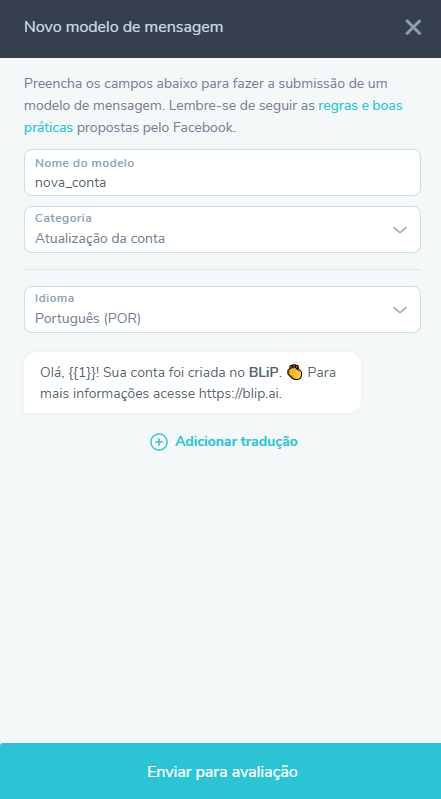 Novo modelo de mensagem
Preencha os campos abaixo para fazer a submissão de um
modelo de mensagem. Lembre-se de seguir as regras e boas
práticas propostas pelo Facebook.
Nome do modelo
nova_conta
Categoria
Atualização da conta
Idioma
Português (POR)
Olá, {{1}}! Sua conta foi criada no BLiP. 👏 Para
mais informações acesse https://blip.ai.
Adicionar tradução
Enviar para avaliação